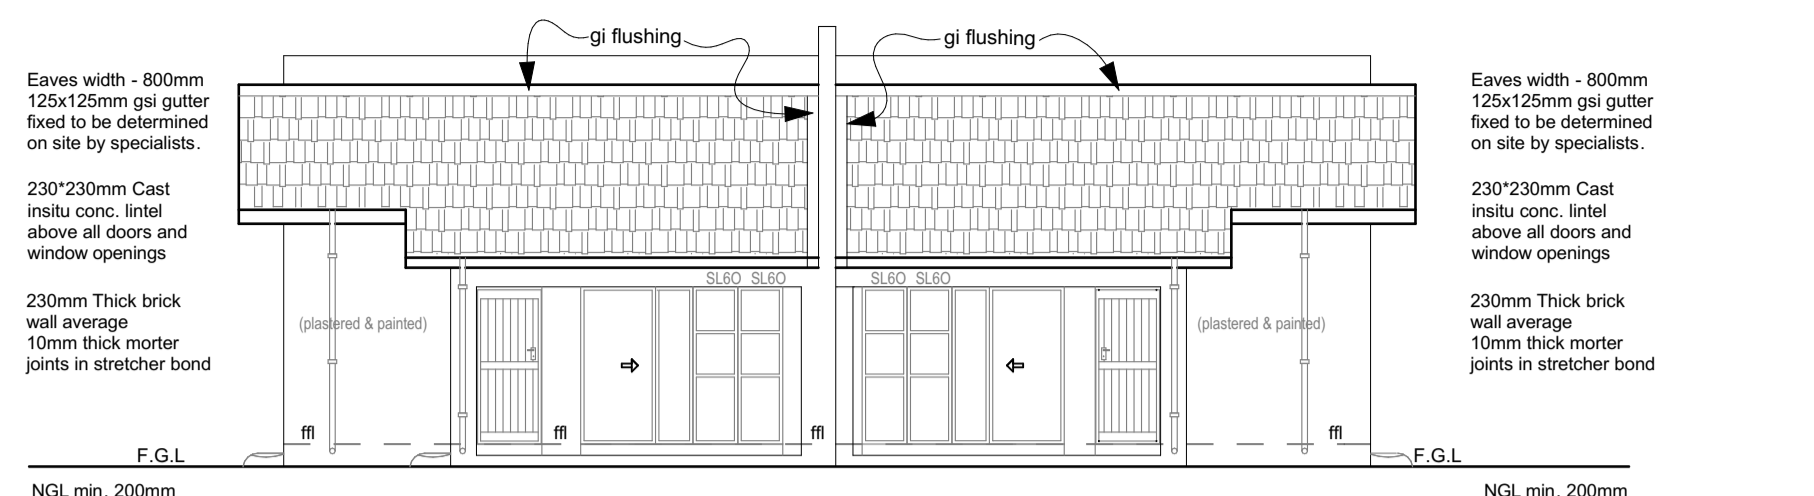 gi flushing
gi flushing
Eaves width - 800mm
125x125mm gsi gutter
fixed to be determined
on site by specialists.
230*230mm Cast
insitu conc. lintel
above all doors and
window openings
230mm Thick brick
wall average
10mm thick morter
joints in stretcher bond
Eaves width - 800mm
125x125mm gsi gutter
fixed to be determined
on site by specialists.
230*230mm Cast
insitu conc. lintel
above all doors and
window openings
230mm Thick brick
wall average
10mm thick morter
joints in stretcher bond
SL6O SL6O
SL6O SL6O
(plastered & painted)
(plastered & painted)
ffl
ffl
ffl
ffl
F.G.L
F.G.L
NGL min. 200mm
NGL min. 200mm